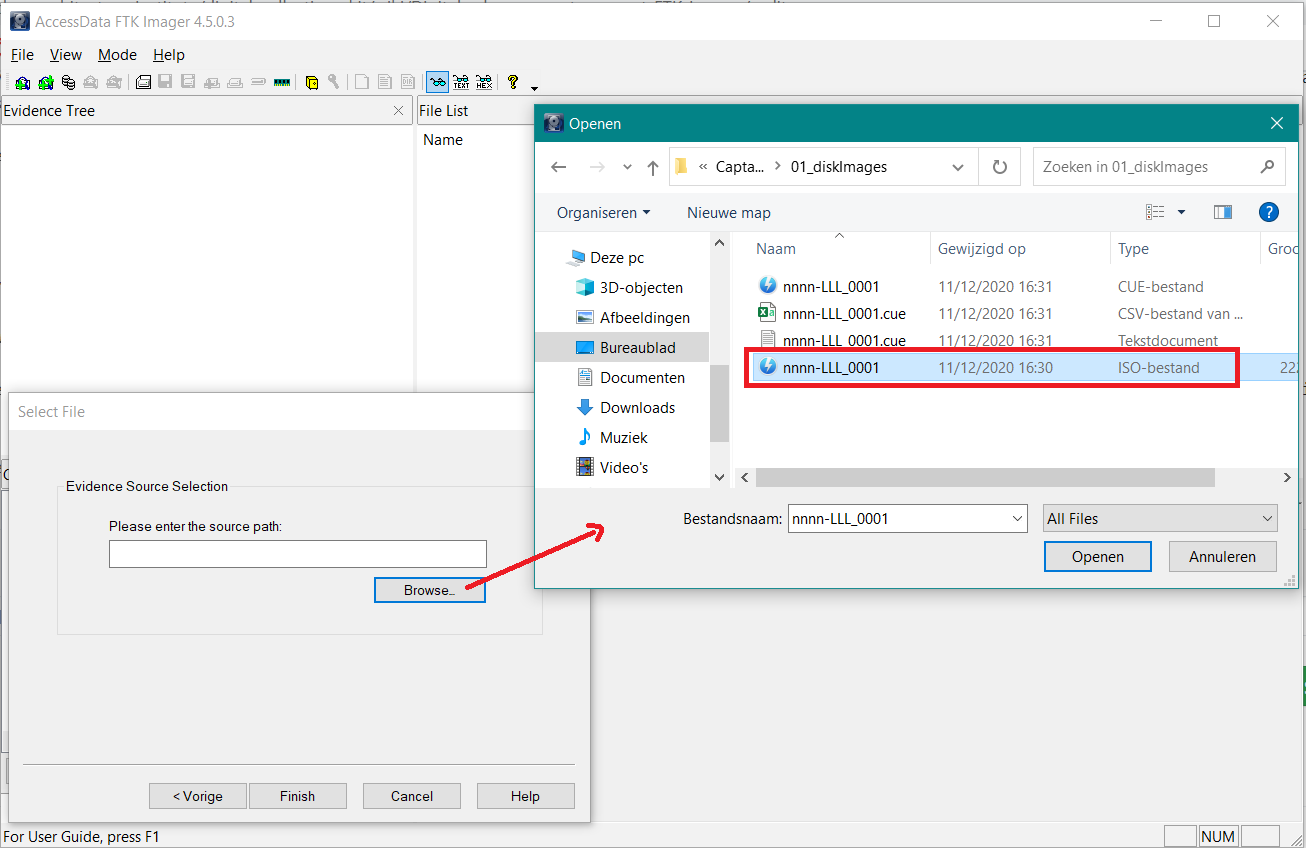 AccessData FTK Imager 4.5.0.3
File View Mode Help
TEXT HEX
Evidence Tree
File List
Name
Openen
« Capta... > 01_diskImages
Zoeken in 01_diskImages
Organiseren
Nieuwe map
Deze pc
3D-objecten
Afbeeldingen
Bureaublad
Documenten
Downloads
Muziek
Video's
Naam Gewijzigd op Type
nnnn-LLL_0001 11/12/2020 16:31 CUE-bestand
nnnn-LLL_0001.cue 11/12/2020 16:31 CSV-bestand van ...
nnnn-LLL_0001.cue 11/12/2020 16:31 Tekstdocument
nnnn-LLL_0001 11/12/2020 16:30 ISO-bestand
Bestandsnaam: nnnn-LLL_0001
All Files
Openen
Annuleren
Select File
Evidence Source Selection
Please enter the source path:
Browse...
< Vorige
Finish
Cancel
Help
For User Guide, press F1
NUM